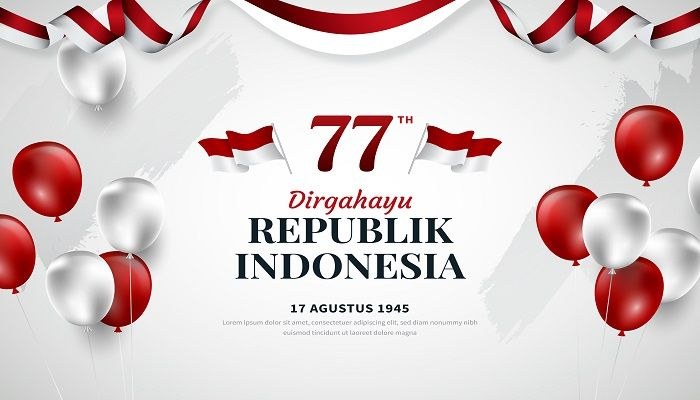 77TH
Dirgahayu
REPUBLIK
INDONESIA
17 AGUSTUS 1945
Lorem ipsum dolor sit amet, consectetuer adipiscing elit, sed diam nonummy nibh
euismod tincidunt ut laoreet dolore magna